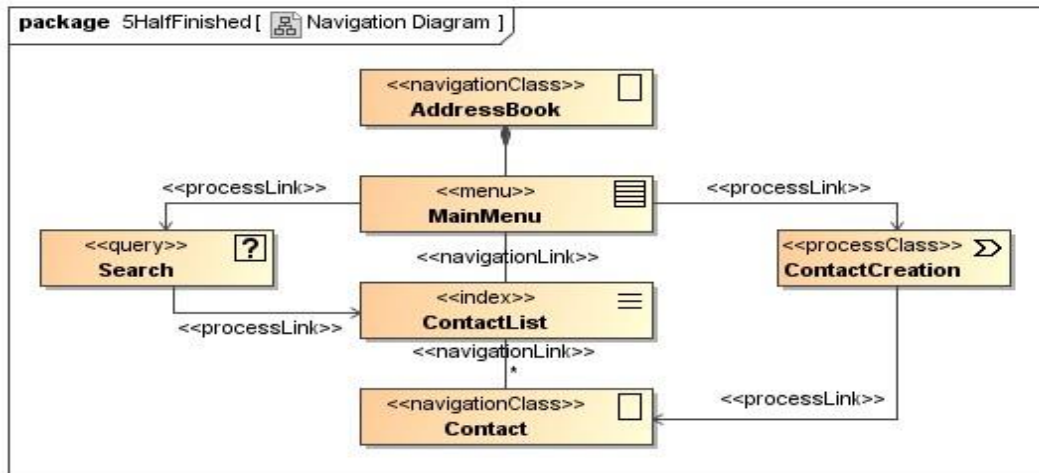 package 5HalfFinished [ Navigation Diagram ]
<<navigationClass>>
AddressBook
<<processLink>>
<<menu>>
MainMenu
<<processLink>>
<<query>>
?
Search
<<navigationLink>>
<<processClass>>
ContactCreation
<<index>>
ContactList
<<processLink>>
<<navigationLink>>
*
<<navigationClass>>
Contact
<<processLink>>